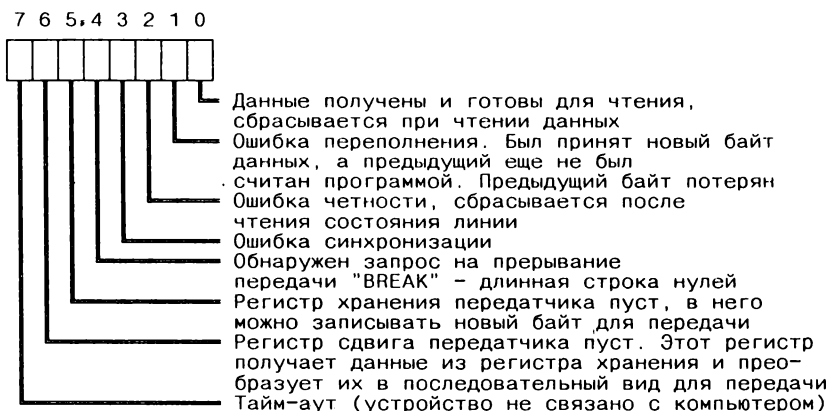 7 6 5,4 3 2 1 0
Данные получены и готовы для чтения,
сбрасывается при чтении данных
Ошибка переполнения. Был принят новый байт
данных, а предыдущий еще не был
считан программой. Предыдущий байт потерян
Ошибка четности, сбрасывается после
чтения состояния линии
Ошибка синхронизации
Обнаружен запрос на прерывание
передачи "BREAK" – длинная строка нулей
Регистр хранения передатчика пуст, в него
можно записывать новый байт для передачи
Регистр сдвига передатчика пуст. Этот регистр
получает данные из регистра хранения и прео-
бразует их в последовательный вид для передачи
Тайм-аут (устройство не связано с компьютером)